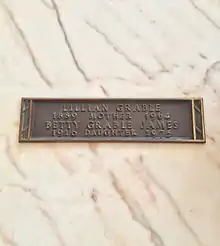 LILLIAN GRABLE
1889 MOTHER 1964
BETTY GRABLE JAMES
1916 DAUGHTER 1973